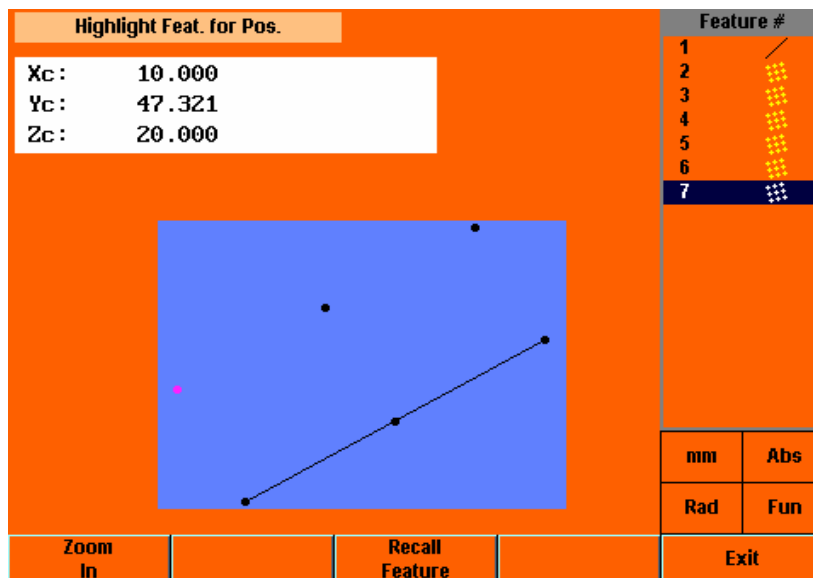 Highlight Feat. for Pos.
Xc: 10.000
Yc: 47.321
Zc: 20.000
Feature #
1
2
3
4
5
6
7
mm Abs
Rad Fun
Zoom In
Recall Feature
Exit